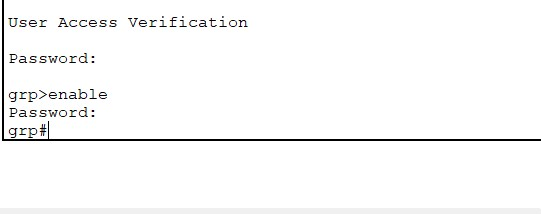 User Access Verification
Password:
grp>enable
Password:
grp#